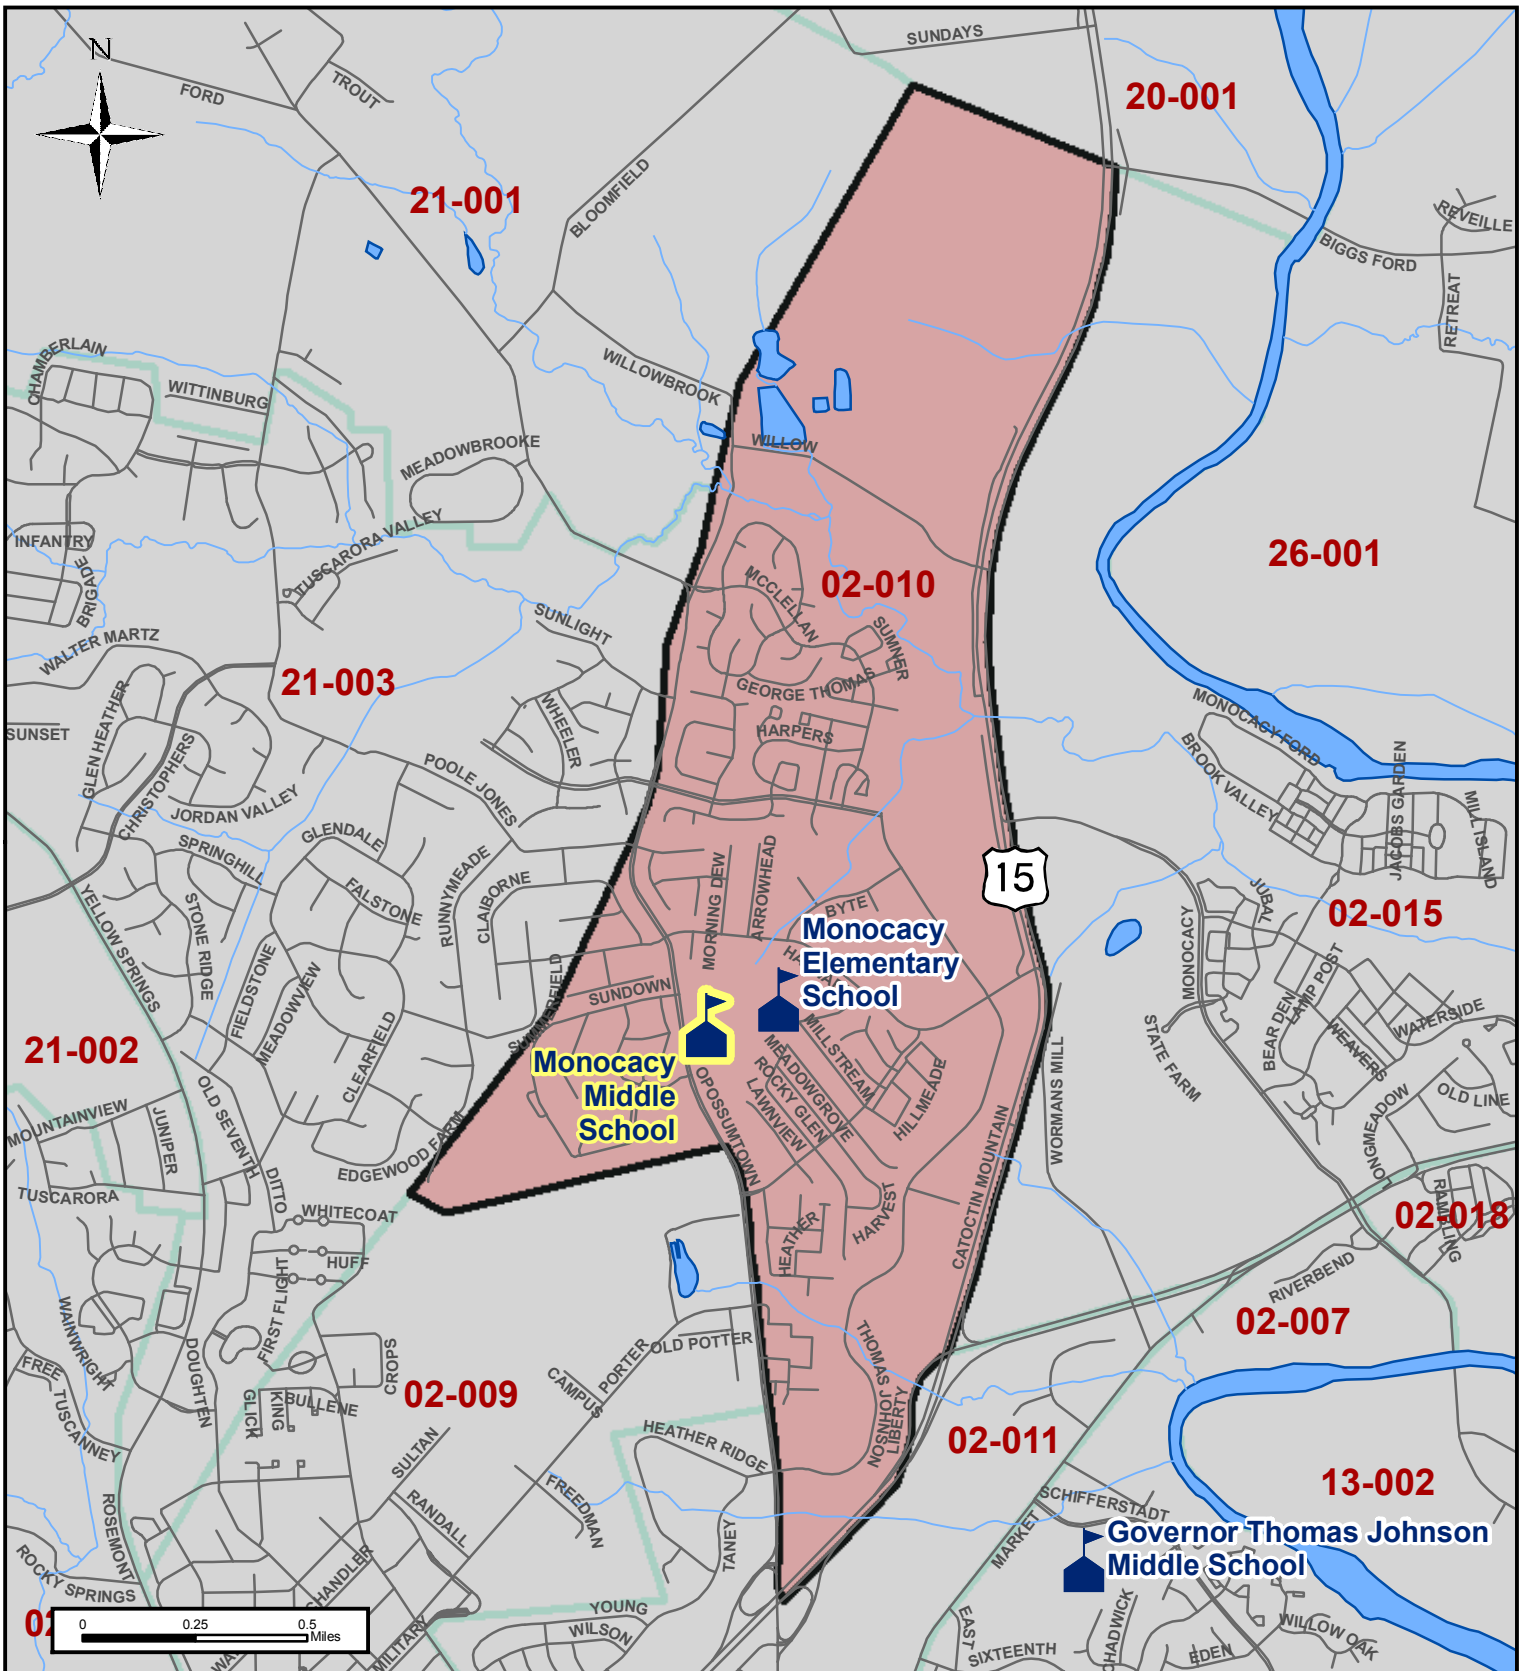 SUNDAYS
N
FORD
TROUT
20-001
21-001
BLOOMFIELD
REVEILLE
BIGGS FORD
RETREAT
CHAMBERLAIN
WITTINBURG
WILLOWBROOK
WILLOW
MEADOWBROOKE
INFANTRY
TUSCARORA VALLEY
BRIGADE
26-001
02-010
MCCLELLAN
SUMNER
SUNLIGHT
WALTER MARTZ
21-003
GEORGE THOMAS
GLEN HEATHER
WHEELER
HARPERS
MONOCACY FORD
SUNSET
CHRISTOPHERS
POOLE JONES
BROOK VALLEY
JACOBS GARDEN
MILL ISLAND
JORDAN VALLEY
GLENDALE
SPRINGHILL
RUNNYMEADE
CLAIBORNE
FALSTONE
MORNING DEW
ARROWHEAD
15
YELLOW SPRINGS
STONE RIDGE
BYTE
JUBAL
02-015
Monocacy
Elementary
School
MONOCACY
FIELDSTONE
MEADOWVIEW
SUNDOWN
LAMP POST
BEAR DEN
WEAVERS
WATERSIDE
STATE FARM
21-002
CLEARFIELD
Monocacy
Middle
School
MILLSTREAM
MEADOWGROVE
ROCKY GLEN
LAWNVIEW
HILLMEADE
WORMANS MILL
OLD LINE
LONGMEADOW
OPOSSUMTOWN
MOUNTAINVIEW
JUNIPER
OLD SEVENTH
EDGEWOOD FARM
CATOCTIN MOUNTAIN
TUSCARORA
DITTO
WHITECOAT
HEATHER
HARVEST
02-018
RAMBLING
HUFF
FIRST FLIGHT
RIVERBEND
02-007
WAINWRIGHT
OLD POTTER
PORTER
CROPS
CAMPUS
THOMAS JOHNSON
LIBERTY
FREE
TUSCANNEY
DOUGHTEN
GLICK
KING
BULLENE
02-009
02-011
SULTAN
HEATHER RIDGE
13-002
ROSEMONT
RANDALL
FREEDMAN
TANEY
SCHIFFERSTADT
MARKET
Governor Thomas Johnson
Middle School
ROCKY SPRINGS
CHANDLER
YOUNG
WILSON
MILITARY
EAST
SIXTEENTH
CHADWICK
EDEN
WILLOW OAK
0 0.25 0.5
Miles